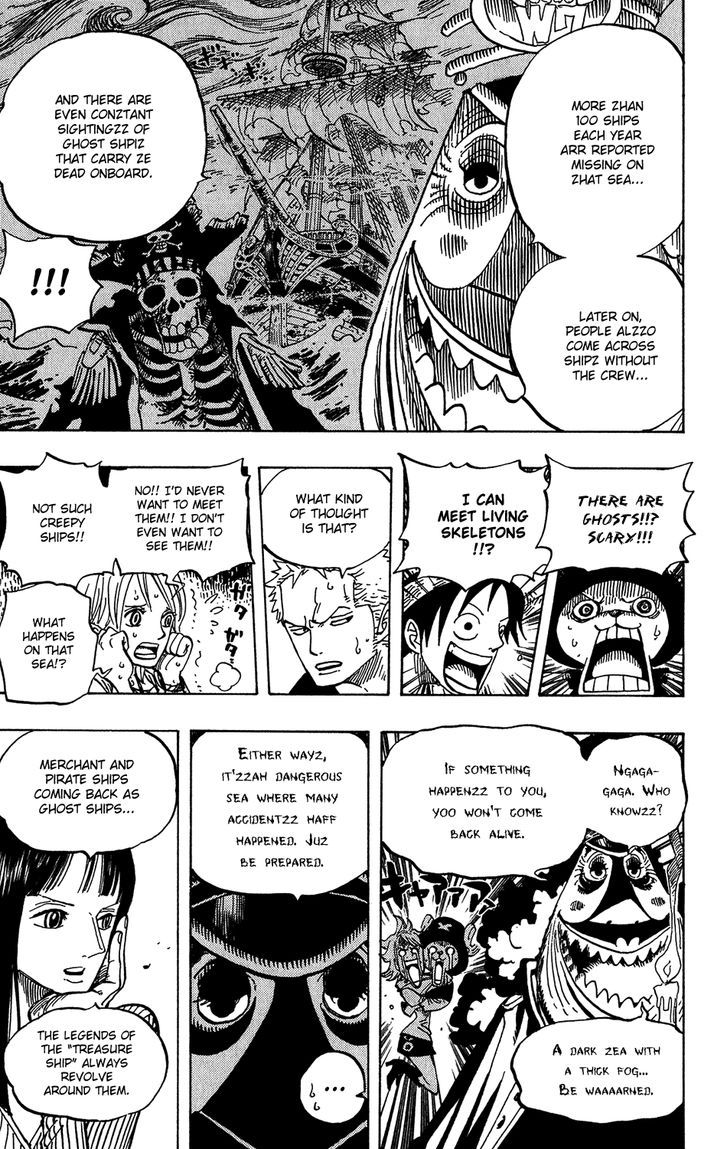 W7
MORE ZHAN
100 SHIPS
EACH YEAR
ARR REPORTED
MISSING ON
ZHAT SEA...
LATER ON,
PEOPLE ALZZO
COME ACROSS
SHIPZ WITHOUT
THE CREW...
AND THERE ARE
EVEN CONZTANT
SIGHTINGZZ OF
GHOST SHPIZ
THAT CARRY ZE
DEAD ONBOARD.
!!!
THERE ARE
GHOSTS!!?
SCARY!!!
I CAN
MEET LIVING
SKELETONS
!!?
WHAT KIND
OF THOUGHT
IS THAT?
NO!! I'D NEVER
WANT TO MEET
THEM!! I DON'T
EVEN WANT TO
SEE THEM!!
NOT SUCH
CREEPY
SHIPS!!
WHAT
HAPPENS
ON THAT
SEA!?
ガタ
ガタ
NGAGA-
GAGA. WHO
KNOWZZ?
IF SOMETHING
HAPPENZZ TO YOU,
YOO WON'T COME
BACK ALIVE.
A DARK ZEA WITH
A THICK FOG...
BE WAAAARNED.
EITHER WAYZ,
IT'ZZAH DANGEROUS
SEA WHERE MANY
ACCIDENTZZ HAFF
HAPPENED. JUZ
BE PREPARED.
...
MERCHANT AND
PIRATE SHIPS
COMING BACK AS
GHOST SHIPS...
THE LEGENDS OF
THE "TREASURE
SHIP" ALWAYS
REVOLVE
AROUND THEM.